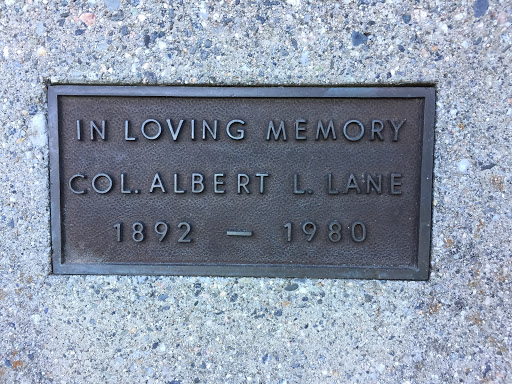 IN LOVING MEMORY
COL. ALBERT L. LANE
1892 — 1980